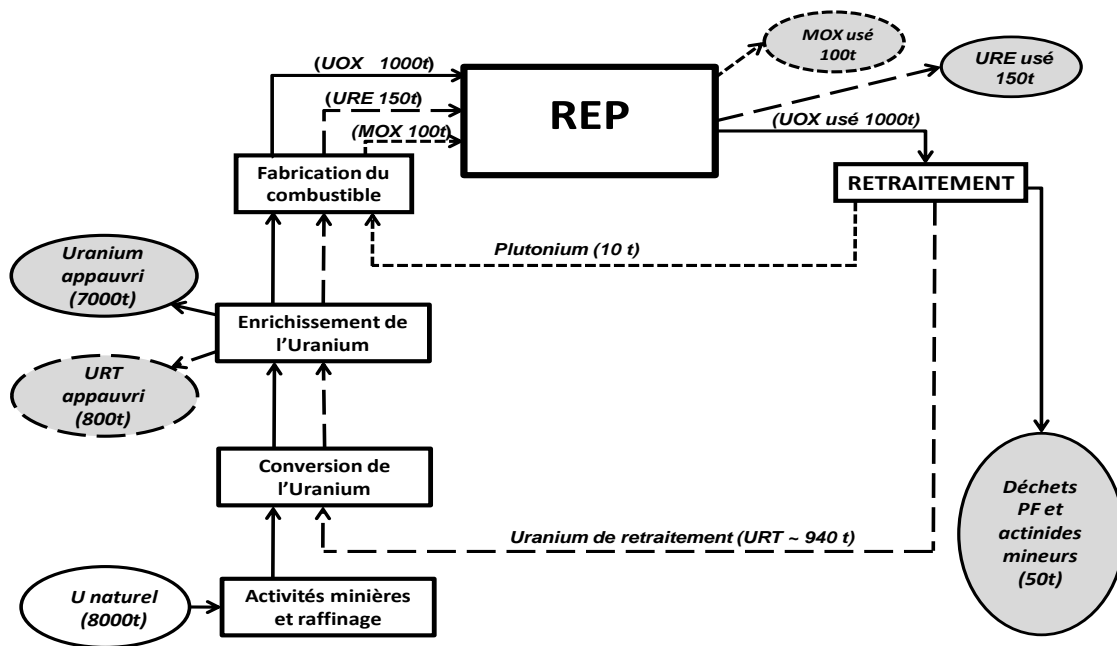 (UOX 1000t)
(URE 150t)
(MOX 100t)
REP
MOX usé
100t
URE usé
150t
(UOX usé 1000t)
Fabrication du
combustible
RETRAITEMENT
Plutonium (10 t)
Uranium
appauvri
(7000t)
Enrichissement de
l'Uranium
URT
appauvri
(800t)
Conversion de
l'Uranium
Uranium de retraitement (URT ~ 940 t)
Déchets
PF et
actinides
mineurs
(50t)
U naturel
(8000t)
Activités minières
et raffinage